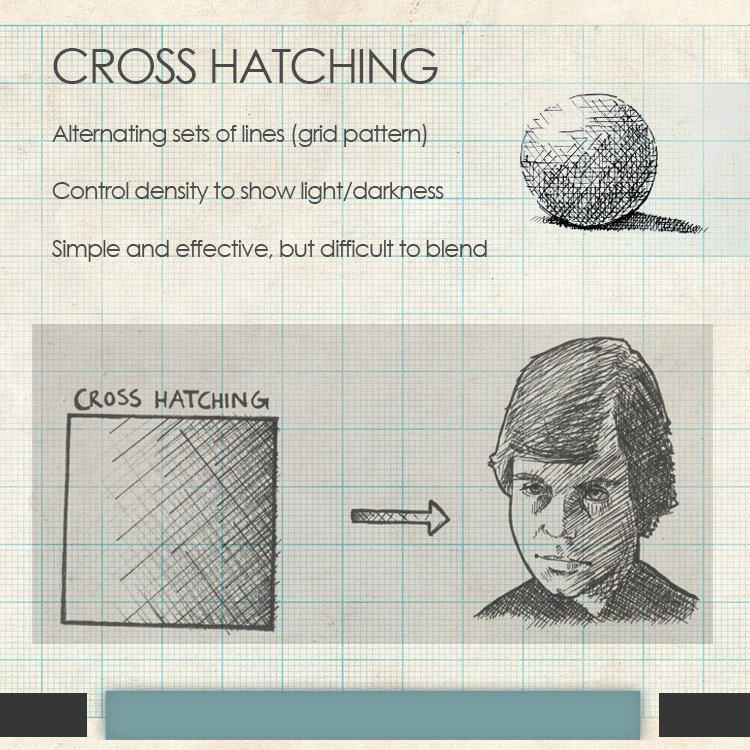 CROSS HATCHING
Alternating sets of lines (grid pattern)
Control density to show light/darkness
Simple and effective, but difficult to blend
CROSS HATCHING